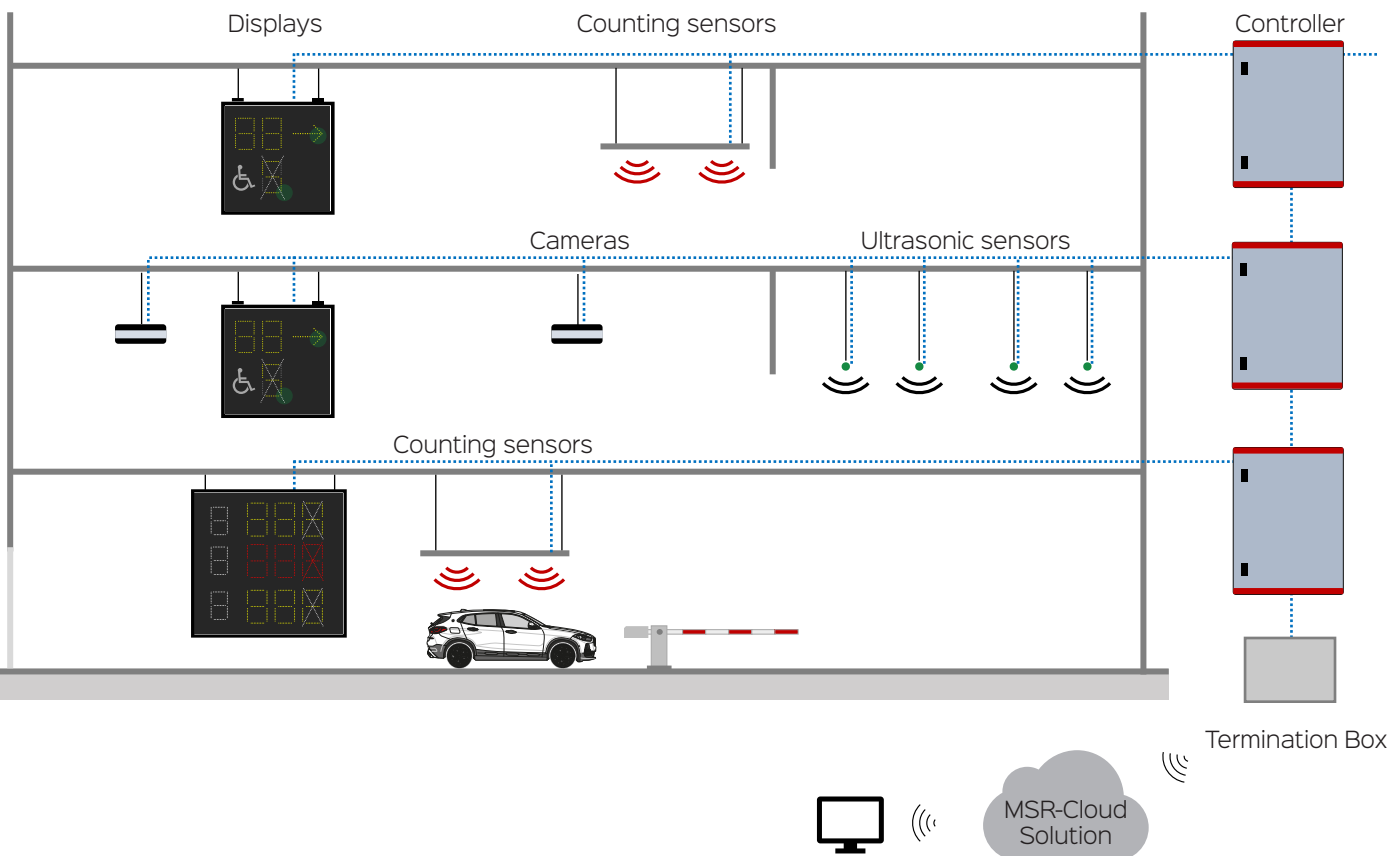 Displays
Counting sensors
Controller
Cameras
Ultrasonic sensors
Counting sensors
Termination Box
MSR-Cloud
Solution